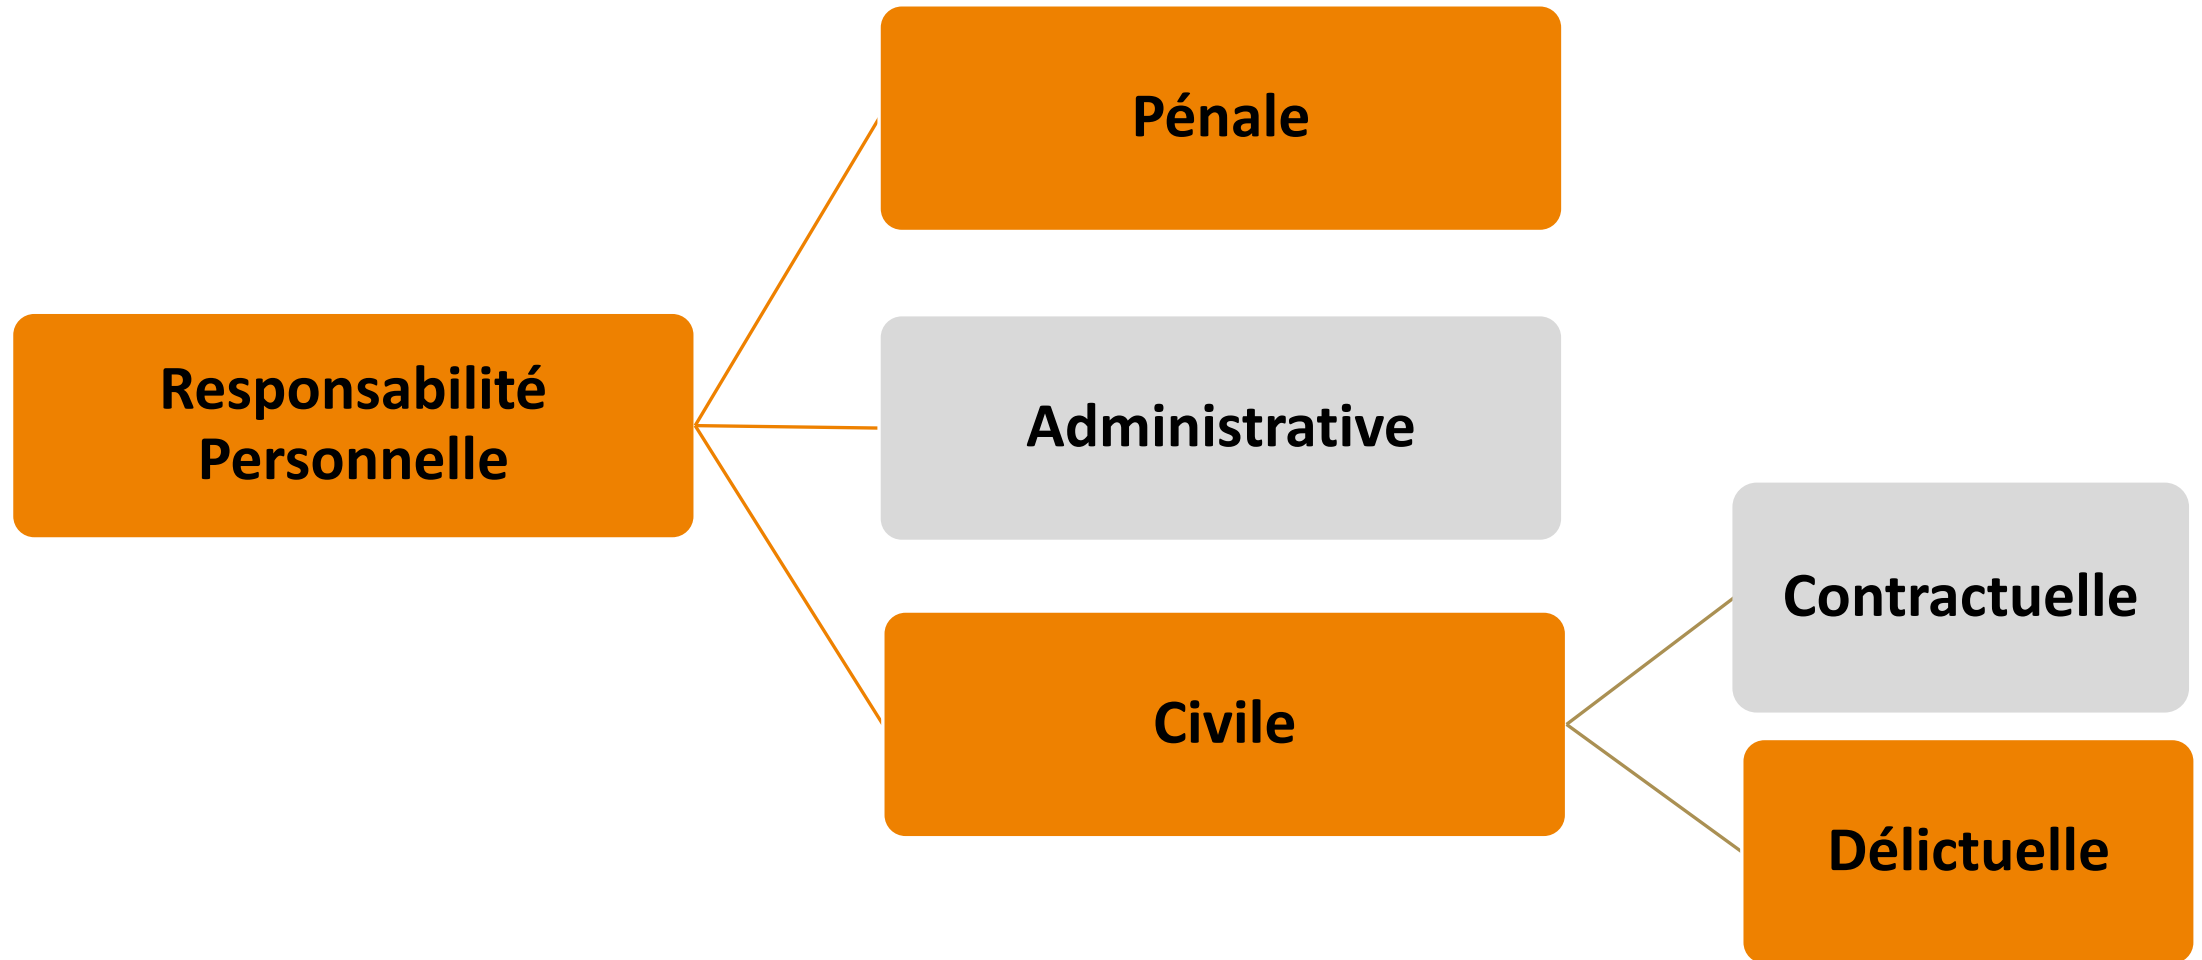 Pénale
Responsabilité
Personnelle
Administrative
Contractuelle
Civile
Délictuelle